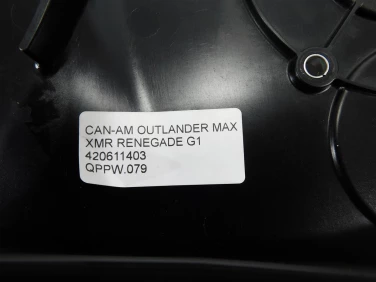 CAN-AM OUTLANDER MAX
XMR RENEGADE G1
420611403
QPPW.079